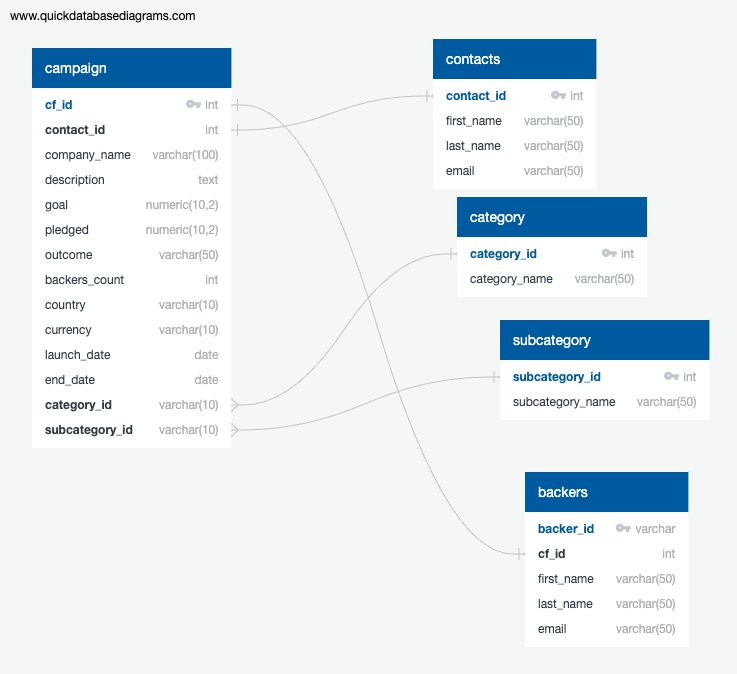 www.quickdatabasediagrams.com
campaign
cf_id int
contact_id int
company_name varchar(100)
description text
goal numeric(10,2)
pledged numeric(10,2)
outcome varchar(50)
backers_count int
country varchar(10)
currency varchar(10)
launch_date date
end_date date
category_id varchar(10)
subcategory_id varchar(10)
contacts
contact_id int
first_name varchar(50)
last_name varchar(50)
email varchar(50)
category
category_id int
category_name varchar(50)
subcategory
subcategory_id int
subcategory_name varchar(50)
backers
backer_id varchar
cf_id int
first_name varchar(50)
last_name varchar(50)
email varchar(50)